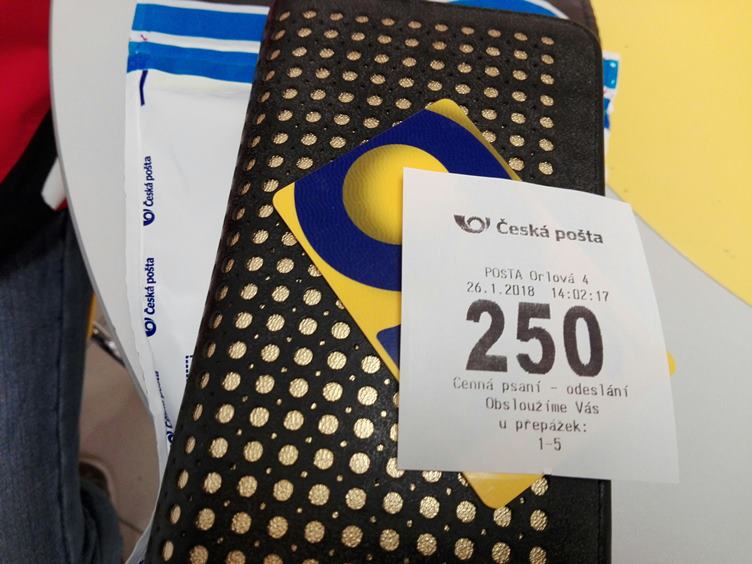 Česká pošta
POSTA Orlová 4
26.1.2018 14:02:17
250
Cenná psaní - odeslání
Obsloužíme Vás
u přepážek:
1-5
Česká pošta
Česká pošta